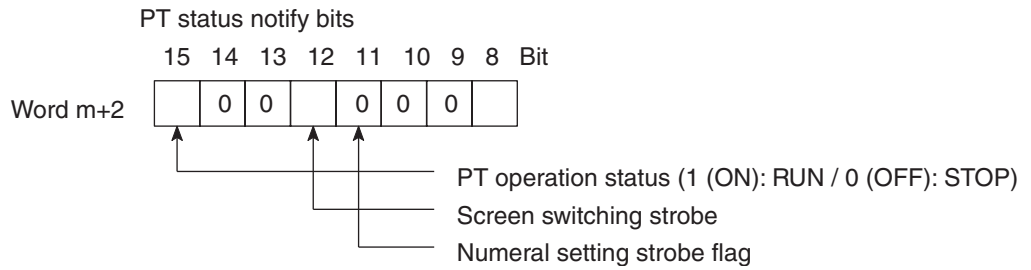 PT status notify bits
15 14 13 12 11 10 9 8 Bit
Word m+2 0 0 0 0 0
PT operation status (1 (ON): RUN / 0 (OFF): STOP)
Screen switching strobe
Numeral setting strobe flag